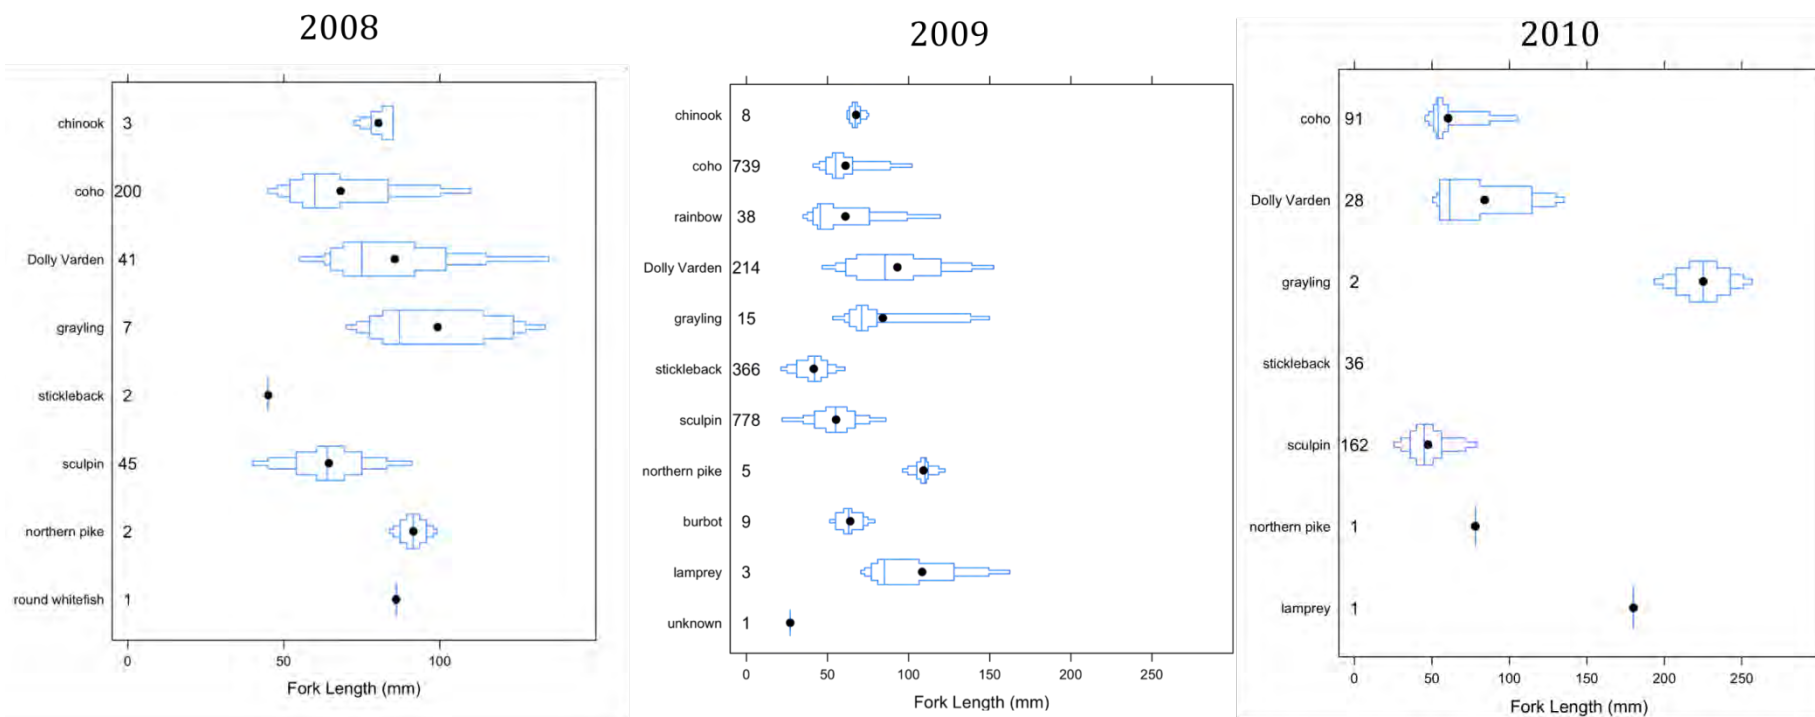 2008
chinook 3
coho 200
Dolly Varden 41
grayling 7
stickleback 2
sculpin 45
northern pike 2
round whitefish 1
0 50 100
Fork Length (mm)
2009
chinook 8
coho 739
rainbow 38
Dolly Varden 214
grayling 15
stickleback 366
sculpin 778
northern pike 5
burbot 9
lamprey 3
unknown 1
0 50 100 150 200 250
Fork Length (mm)
2010
coho 91
Dolly Varden 28
grayling 2
stickleback 36
sculpin 162
northern pike 1
lamprey 1
0 50 100 150 200 250
Fork Length (mm)